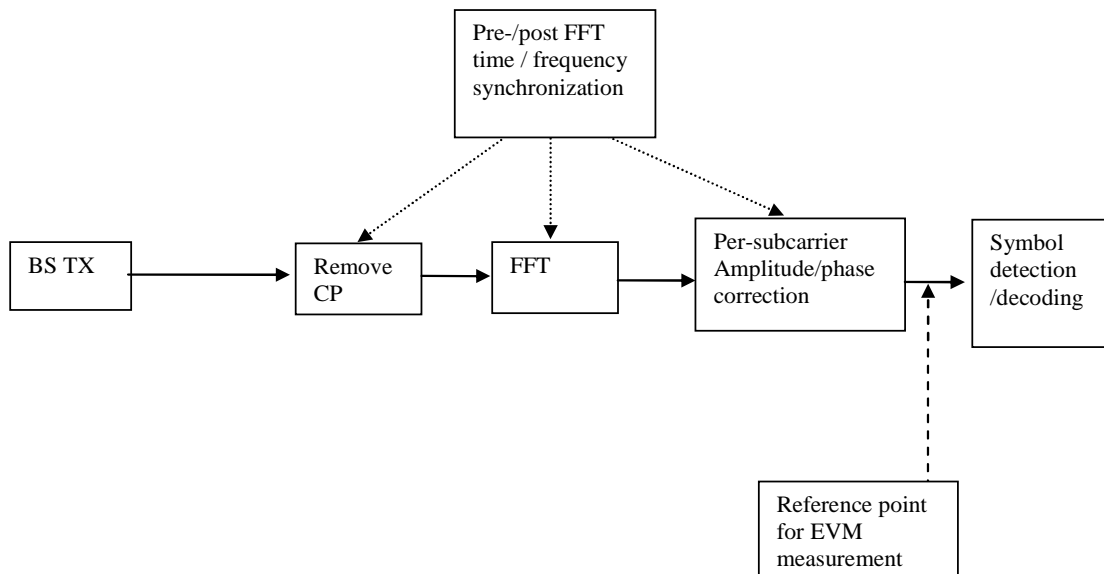 Pre-/post FFT
time / frequency
synchronization
BS TX
Remove
CP
FFT
Per-subcarrier
Amplitude/phase
correction
Symbol
detection
/decoding
Reference point
for EVM
measurement